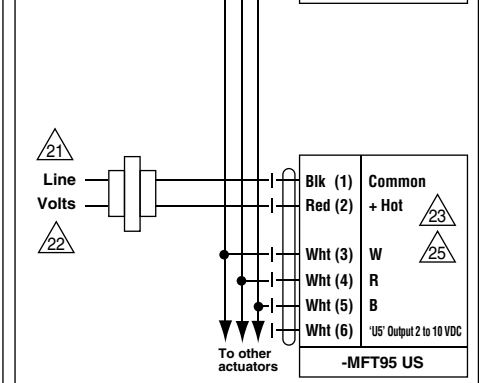 21
Line
Volts
22
Blk (1) Common
Red (2) + Hot
23
25
Wht (3) W
Wht (4) R
Wht (5) B
Wht (6) 'U5' Output 2 to 10 VDC
To other
actuators
-MFT95 US